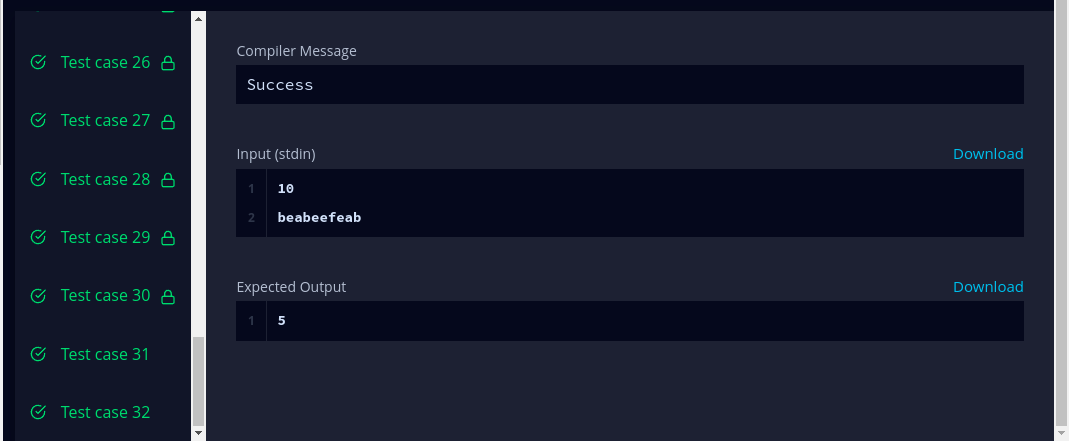 Test case 26
Test case 27
Test case 28
Test case 29
Test case 30
Test case 31
Test case 32
Compiler Message
Success
Input (stdin)
Download
1 10
2 beabeefeab
Expected Output
Download
1 5